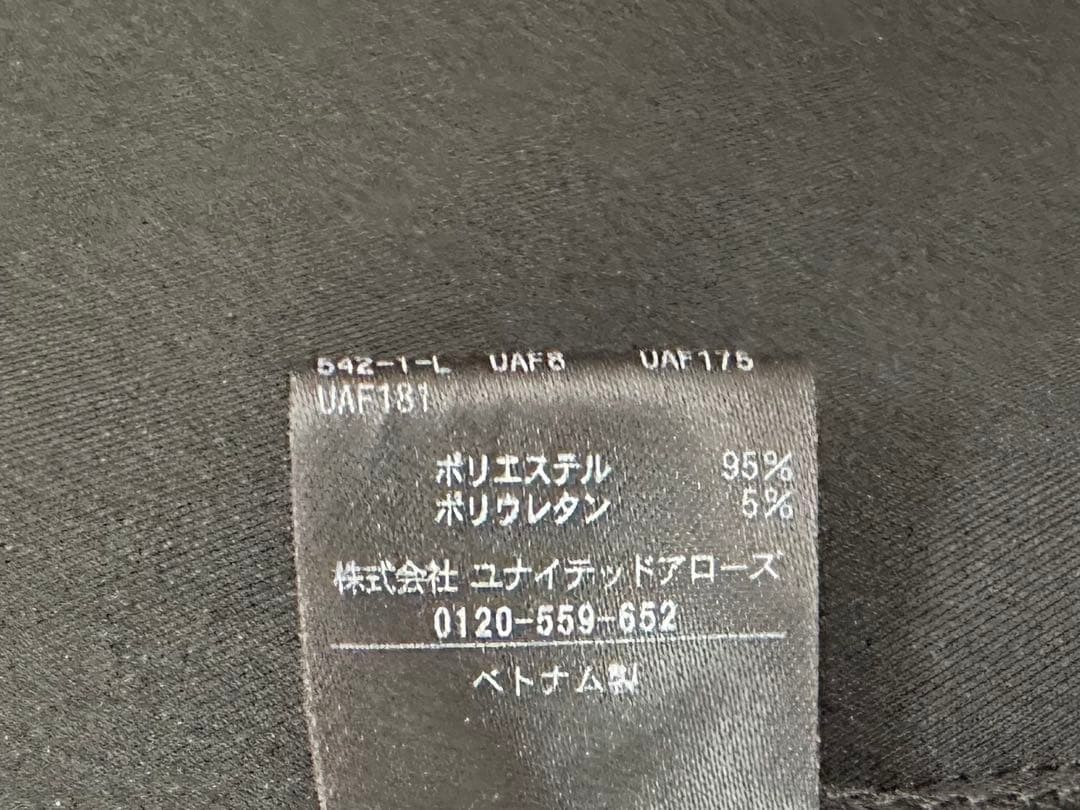 542-1-L UAF8 UAF175
UAF181
ポリエステル 95%
ポリウレタン 5%
株式会社 ユナイテッドアローズ
0120-559-652
ベトナム製